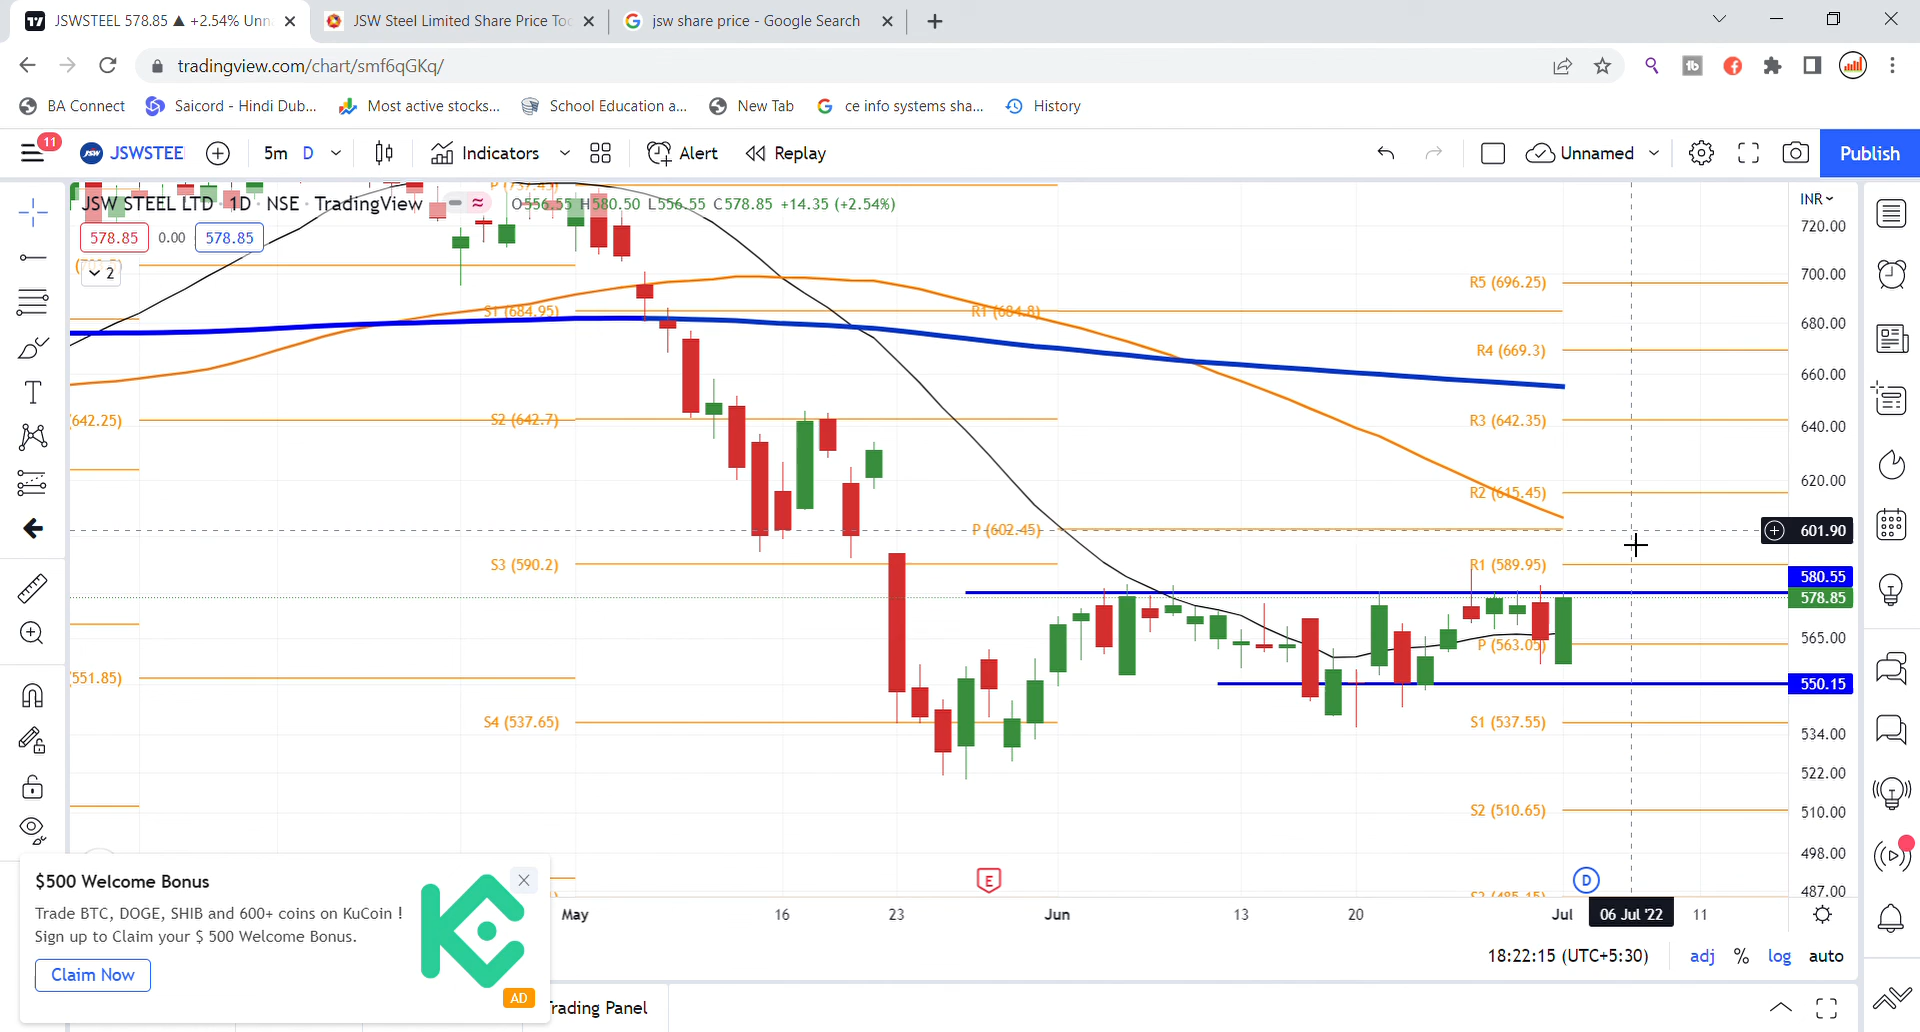 JSWSTEEL 578.85 ▲ +2.54% Unn
JSW Steel Limited Share Price Too
jsw share price - Google Search
tradingview.com/chart/smf6qGKq/
BA Connect
Saicord - Hindi Dub...
Most active stocks...
School Education a...
New Tab
ce info systems sha...
History
11
JSW
JSWSTEE
5m
D
Indicators
Alert
Replay
Unnamed
Publish
JSW STEEL LTD · 1D · NSE · TradingView
O556.55 H580.50 L556.55 C578.85 +14.35 (+2.54%)
578.85
0.00
578.85
2
P (737.45)
S1 (684.95)
R1 (684.8)
S2 (642.7)
(642.25)
P (602.45)
S3 (590.2)
(551.85)
S4 (537.65)
R5 (696.25)
R4 (669.3)
R3 (642.35)
R2 (615.45)
R1 (589.95)
P (563.05)
S1 (537.55)
S2 (510.65)
S3 (485.15)
INR
720.00
700.00
680.00
660.00
640.00
620.00
601.90
580.55
578.85
565.00
550.15
534.00
522.00
510.00
498.00
487.00
E
D
May
16
23
Jun
13
20
Jul
06 Jul '22
11
$500 Welcome Bonus
Trade BTC, DOGE, SHIB and 600+ coins on KuCoin !
Sign up to Claim your $ 500 Welcome Bonus.
Claim Now
AD
18:22:15 (UTC+5:30)
adj
%
log
auto
Trading Panel